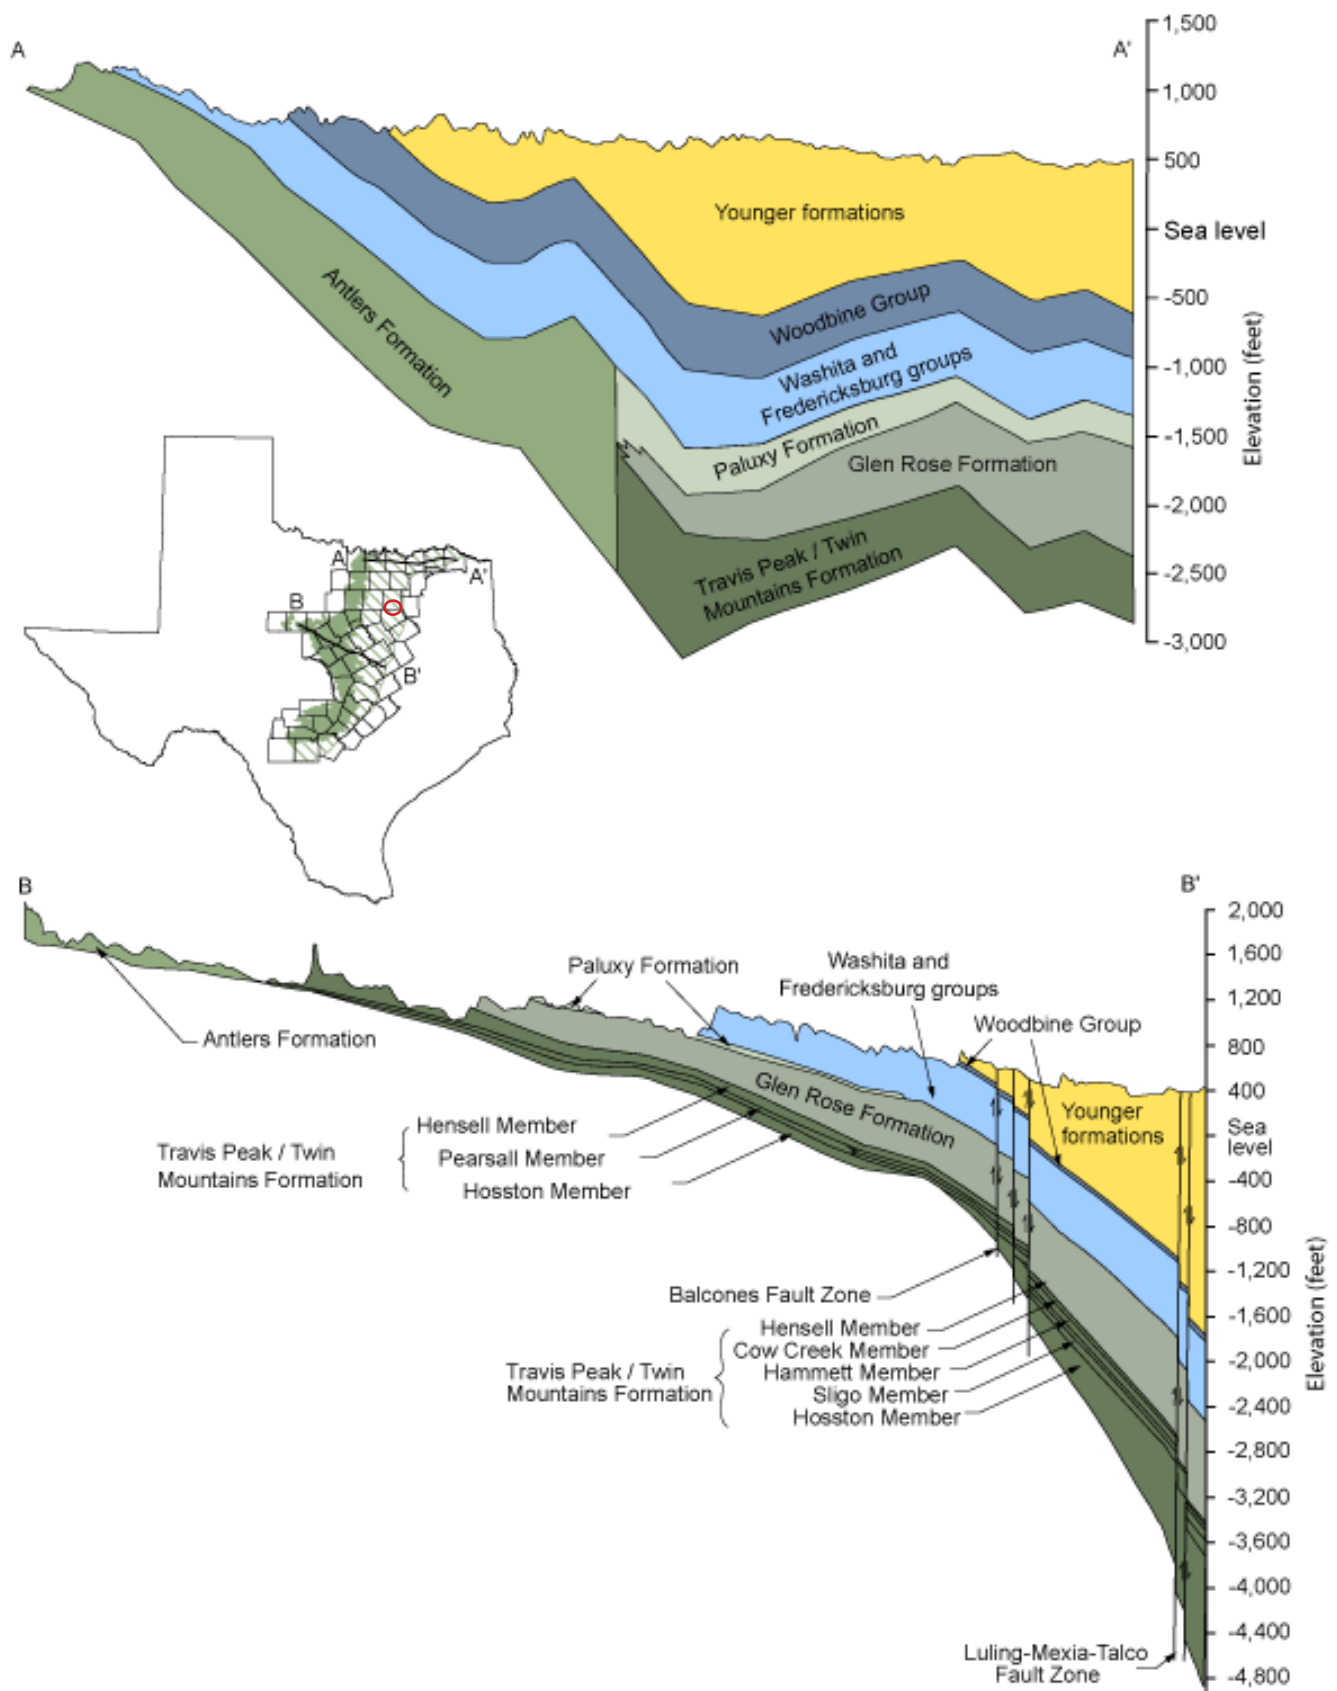 A
A'
1,500
1,000
500
Sea level
-500
-1,000
-1,500
-2,000
-2,500
-3,000
Elevation (feet)
Younger formations
Woodbine Group
Washita and
Fredericksburg groups
Paluxy Formation
Glen Rose Formation
Travis Peak / Twin
Mountains Formation
Antlers
Formation
A
A'
B
B'
B
B'
2,000
1,600
1,200
800
400
Sea
level
-400
-800
-1,200
-1,600
-2,000
-2,400
-2,800
-3,200
-3,600
-4,000
-4,400
-4,800
Elevation (feet)
Paluxy Formation
Washita and
Fredericksburg groups
Woodbine Group
Antlers Formation
Glen Rose Formation
Younger
formations
Travis Peak / Twin
Mountains Formation
Hensell Member
Pearsall Member
Hosston Member
Balcones Fault Zone
Travis Peak / Twin
Mountains Formation
Hensell Member
Cow Creek Member
Hammett Member
Sligo Member
Hosston Member
Luling-Mexia-Talco
Fault Zone